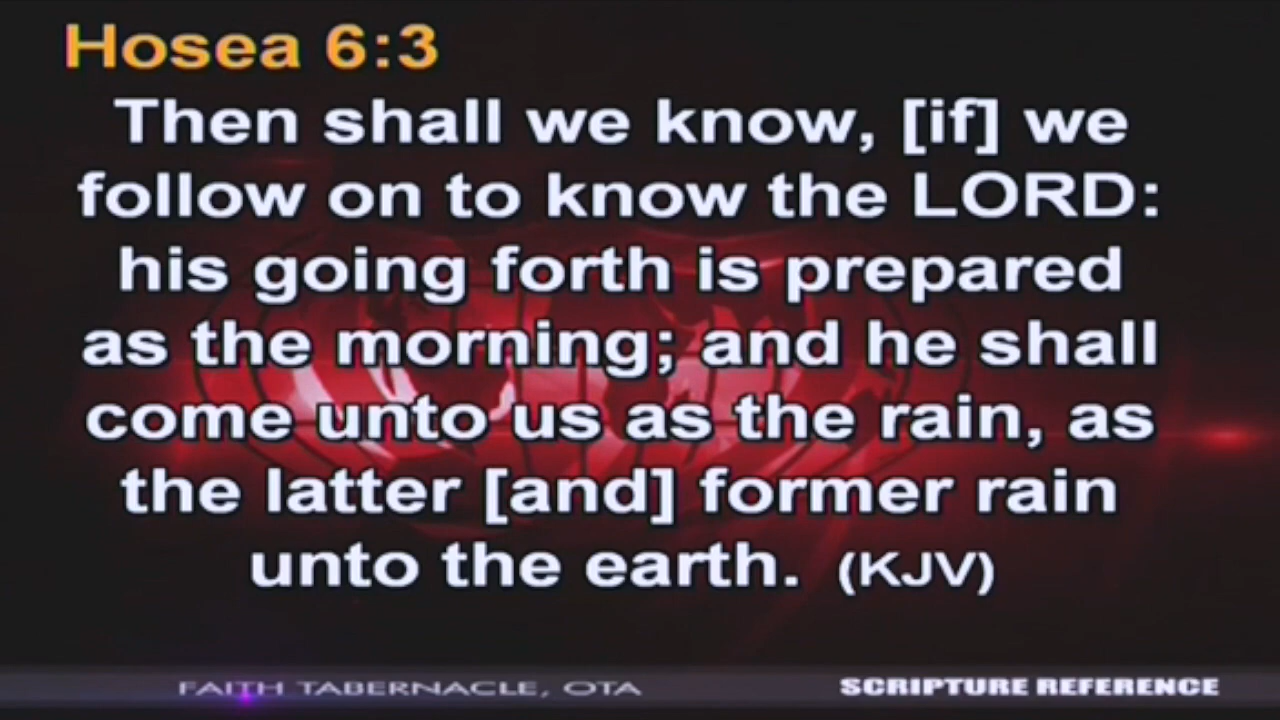 Hosea 6:3
Then shall we know, [if] we
follow on to know the LORD:
his going forth is prepared
as the morning; and he shall
come unto us as the rain, as
the latter [and] former rain
unto the earth. (KJV)
FAITH TABERNACLE, OTA
SCRIPTURE REFERENCE